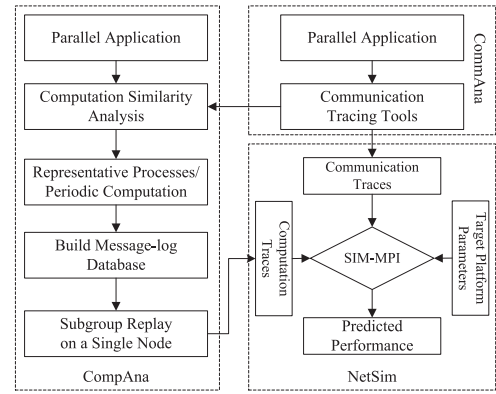 Parallel Application
Computation Similarity
Analysis
Representative Processes/
Periodic Computation
Build Message-log
Database
Subgroup Replay
on a Single Node
CompAna
Parallel Application
Communication
Tracing Tools
CommAna
Communication
Traces
Computation
Traces
SIM-MPI
Target Platform
Parameters
Predicted
Performance
NetSim